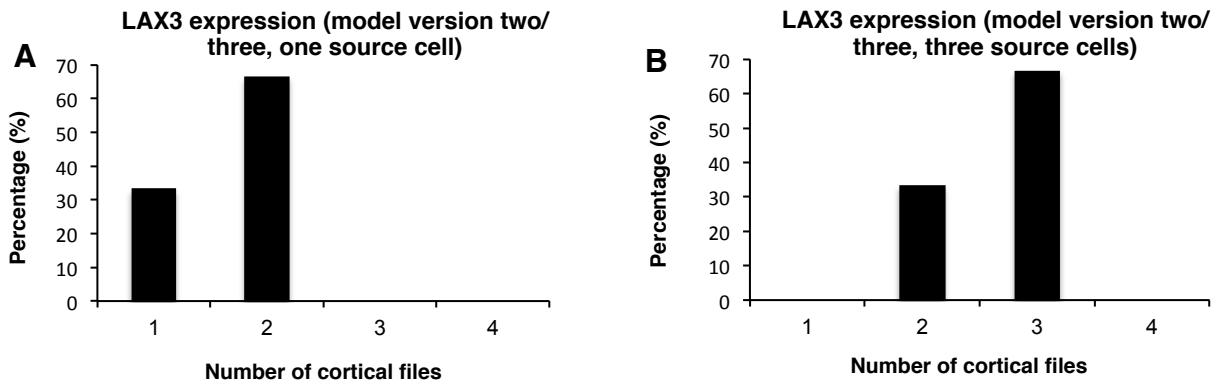 A
LAX3 expression (model version two/
three, one source cell)
Percentage (%)
70
60
50
40
30
20
10
0
1 2 3 4
Number of cortical files
B
LAX3 expression (model version two/
three, three source cells)
Percentage (%)
70
60
50
40
30
20
10
0
1 2 3 4
Number of cortical files